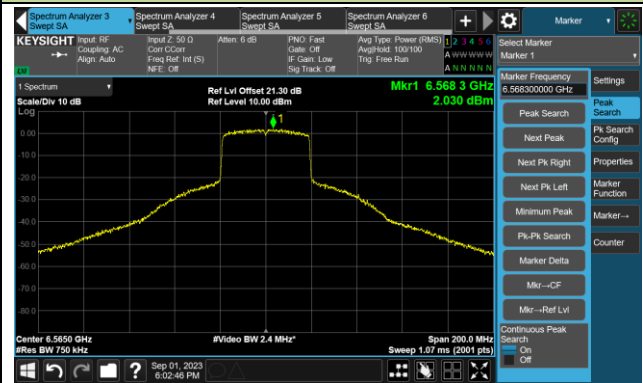 Spectrum Analyzer 3
Swept SA
Spectrum Analyzer 4
Swept SA
Spectrum Analyzer 5
Swept SA
Spectrum Analyzer 6
Swept SA
Marker
KEYSIGHT
Input: RF
Coupling: AC
Align: Auto
Input Z: 50 Ω
Corr CCorr
Freq Ref: Int (S)
NFE: Off
Atten: 6 dB
PNO: Fast
Gate: Off
IF Gain: Low
Sig Track: Off
Avg Type: Power (RMS)
Avg|Hold: 100/100
Trig: Free Run
1 2 3 4 5 6
A W W W W W
A N N N N N
Select Marker
Marker 1
1 Spectrum
Scale/Div 10 dB
Log
Ref Lvl Offset 21.30 dB
Ref Level 10.00 dBm
Mkr1 6.568 3 GHz
2.030 dBm
1
0.00
-10.0
-20.0
-30.0
-40.0
-50.0
-60.0
-70.0
-80.0
Center 6.5650 GHz
#Res BW 750 kHz
#Video BW 2.4 MHz*
Span 200.0 MHz
Sweep 1.07 ms (2001 pts)
Marker Frequency
6.568300000 GHz
Peak Search
Next Peak
Next Pk Right
Next Pk Left
Minimum Peak
Pk-Pk Search
Marker Delta
Mkr→CF
Mkr→Ref Lvl
Continuous Peak
Search
On
Off
Settings
Peak
Search
Pk Search
Config
Properties
Marker
Function
Marker→
Counter
Sep 01, 2023
6:02:46 PM